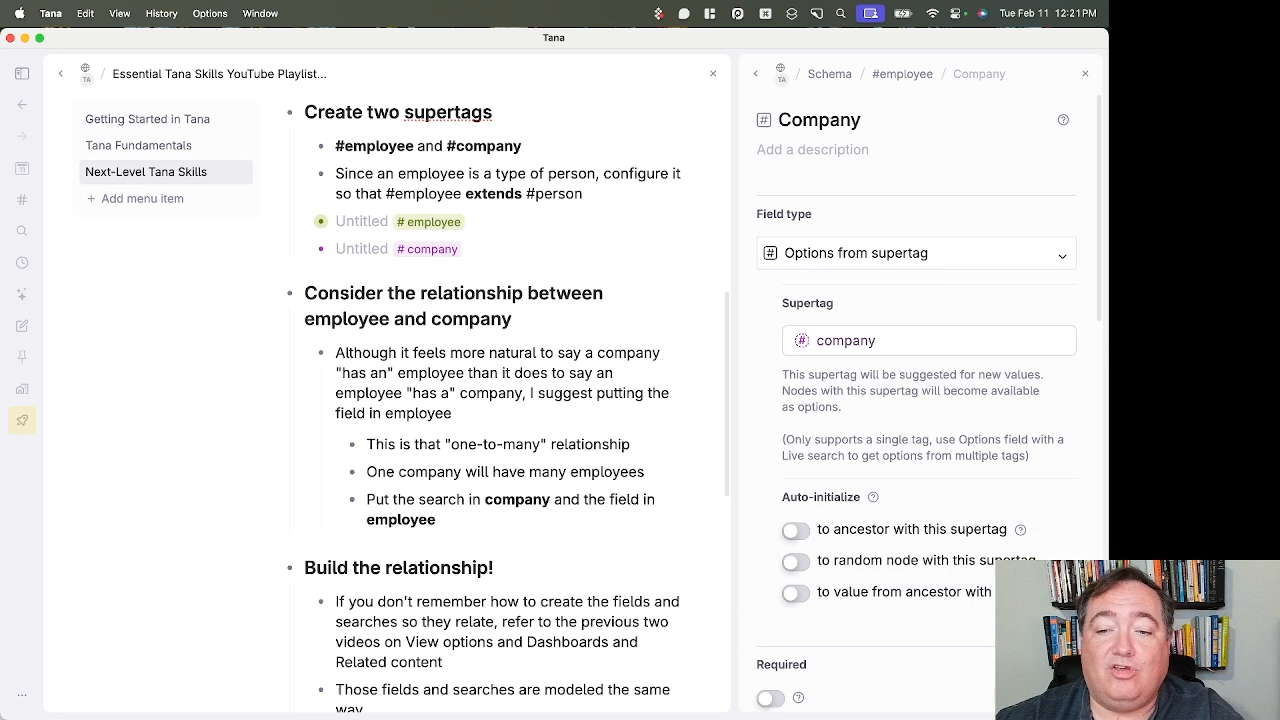 Tana Edit View History Options Window
Tue Feb 11 12:21 PM
Tana
TA / Essential Tana Skills YouTube Playlist...
Getting Started in Tana
Tana Fundamentals
Next-Level Tana Skills
+ Add menu item
Create two supertags
#employee and #company
Since an employee is a type of person, configure it
so that #employee extends #person
Untitled # employee
Untitled # company
Consider the relationship between
employee and company
Although it feels more natural to say a company
"has an" employee than it does to say an
employee "has a" company, I suggest putting the
field in employee
This is that "one-to-many" relationship
One company will have many employees
Put the search in company and the field in
employee
Build the relationship!
If you don't remember how to create the fields and
searches so they relate, refer to the previous two
videos on View options and Dashboards and
Related content
Those fields and searches are modeled the same
way
TA / Schema / #employee / Company
Company
Add a description
Field type
Options from supertag
Supertag
company
This supertag will be suggested for new values.
Nodes with this supertag will become available
as options.
(Only supports a single tag, use Options field with a
Live search to get options from multiple tags)
Auto-initialize
to ancestor with this supertag
to random node with this supertag
to value from ancestor with
Required